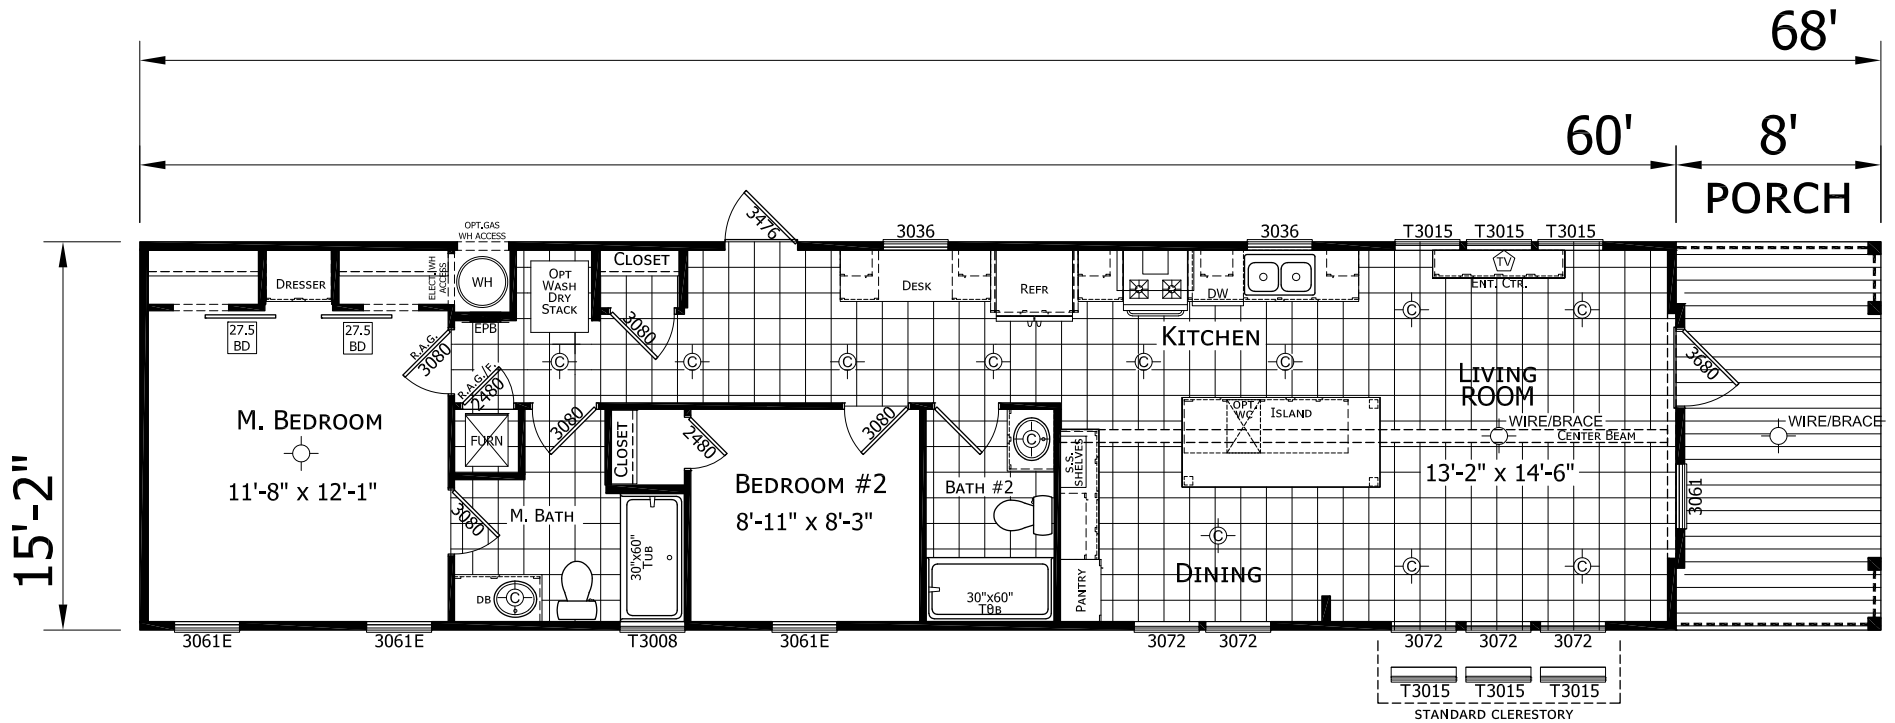 68'
60'
8'
PORCH
15'-2"
OPT.GAS
WH ACCESS
3476
3036
3036
T3015
T3015
T3015
DRESSER
ELECT.WH
ACCESS
WH
OPT
WASH
DRY
STACK
CLOSET
DESK
REFR
DW
TV
ENT. CTR.
27.5
BD
27.5
BD
R.A.G.
3080
EPB
R.A.G./F.
2480
3080
C
C
C
C
C
C
C
C
KITCHEN
LIVING
ROOM
3680
M. BEDROOM
11'-8" x 12'-1"
FURN
3080
CLOSET
2480
3080
BEDROOM #2
8'-11" x 8'-3"
C
BATH #2
S.S.
SHELVES
OPT.
WC
ISLAND
WIRE/BRACE
CENTER BEAM
WIRE/BRACE
13'-2" x 14'-6"
3061
3080
M. BATH
30"x60"
TUB
DB
C
30"x60"
TUB
PANTRY
C
DINING
C
C
3061E
3061E
T3008
3061E
3072
3072
3072
3072
3072
T3015
T3015
T3015
STANDARD CLERESTORY